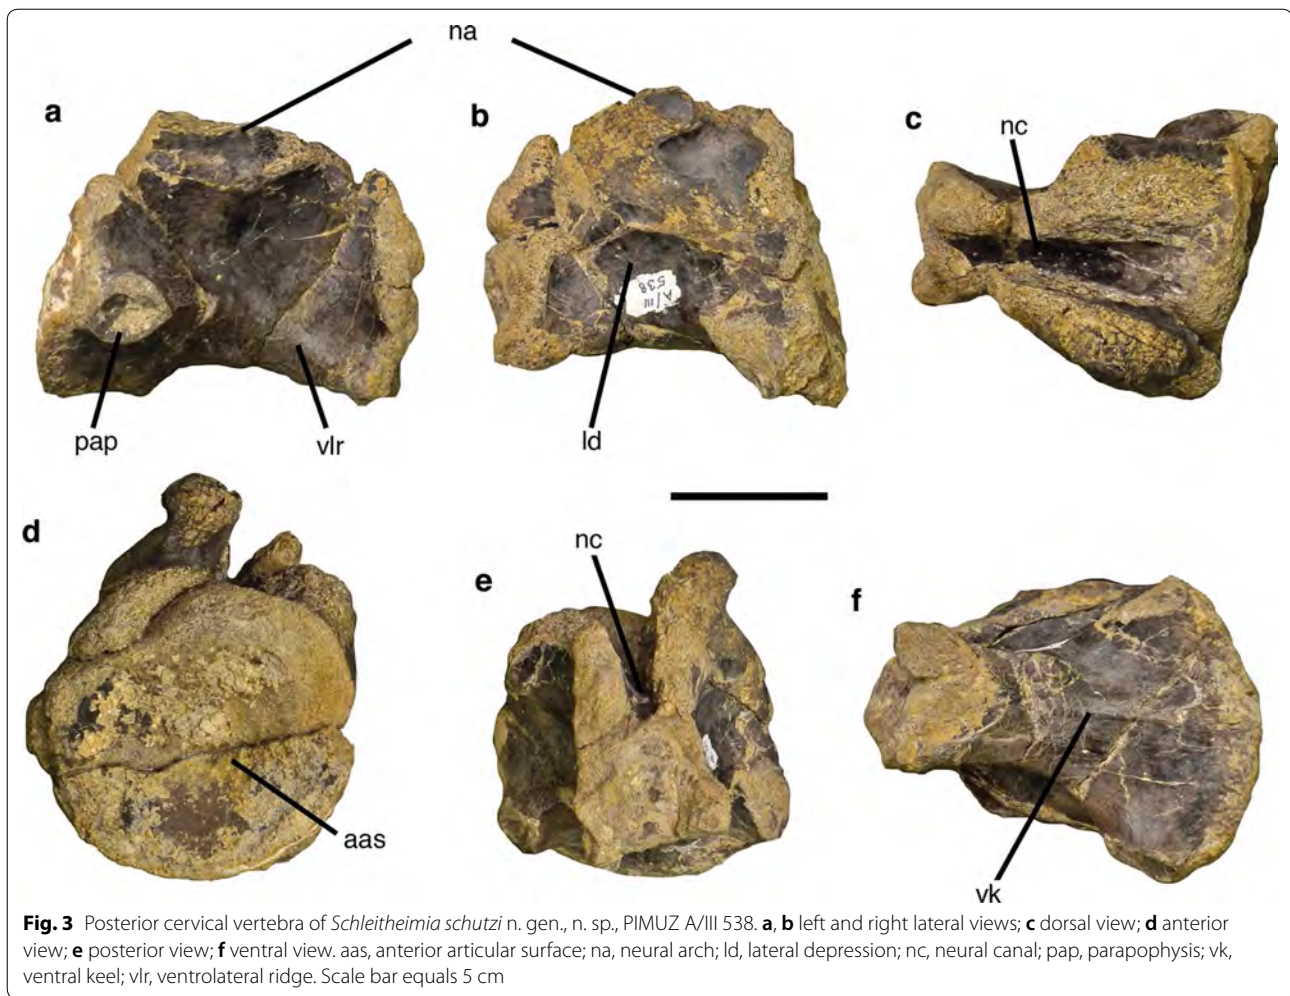 na
a
b
c
nc
A/III
538
pap
vlr
ld
d
nc
e
f
aas
vk
Fig. 3 Posterior cervical vertebra of Schleitheimia schutzi n. gen., n. sp., PIMUZ A/III 538. a, b left and right lateral views; c dorsal view; d anterior
view; e posterior view; f ventral view. aas, anterior articular surface; na, neural arch; ld, lateral depression; nc, neural canal; pap, parapophysis; vk,
ventral keel; vlr, ventrolateral ridge. Scale bar equals 5 cm